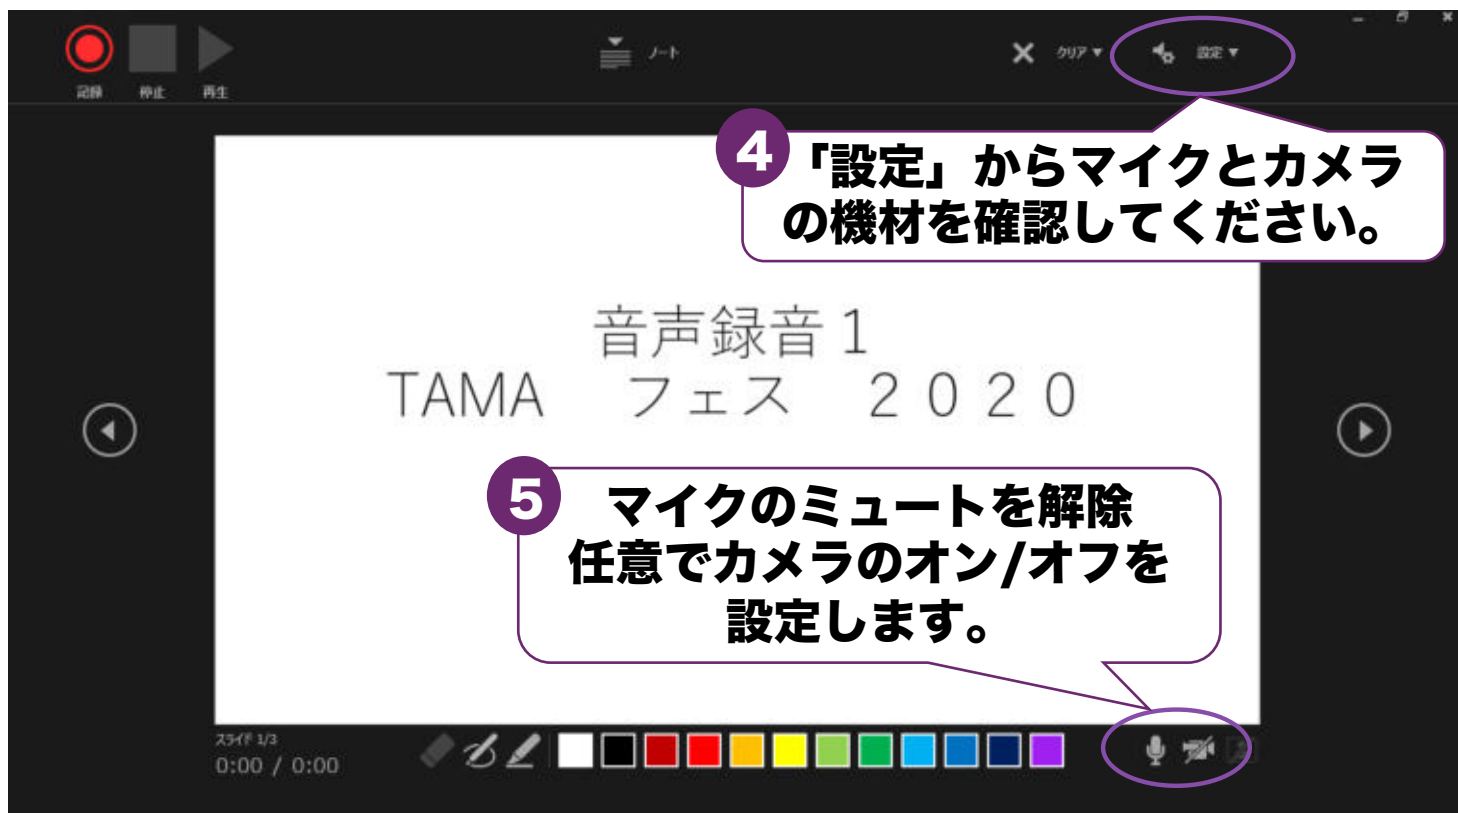 記録 停止 再生
ノート
クリア ▼
設定 ▼
4
「設定」からマイクとカメラ
の機材を確認してください。
音声録音１
TAMA　フェス　２０２０
5
マイクのミュートを解除
任意でカメラのオン/オフを
設定します。
スライド 1/3
0:00 / 0:00